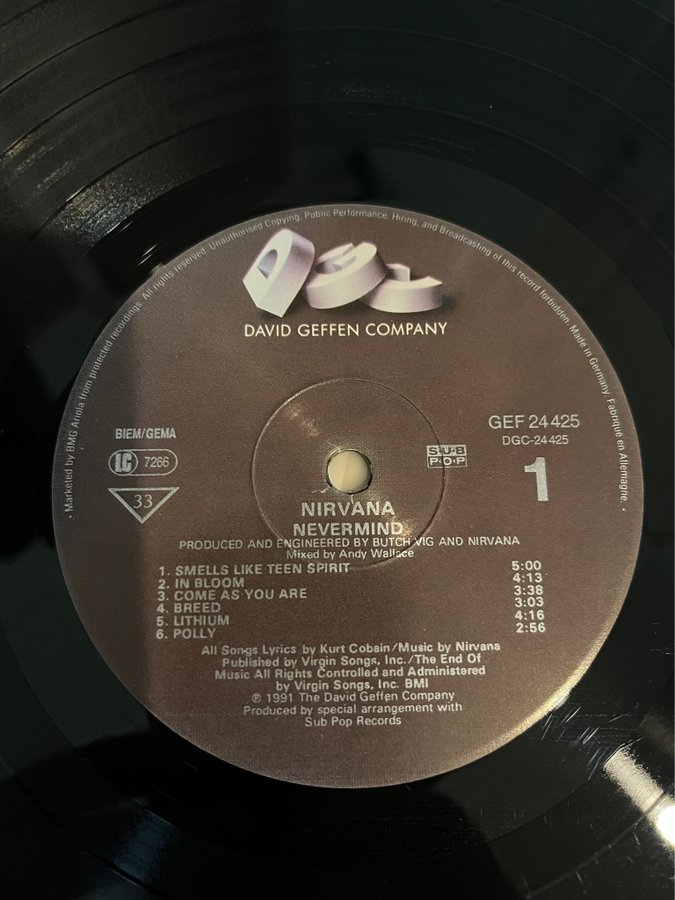 · Marketed by BMG Ariola from protected recordings. All rights reserved. Unauthorised Copying, Public Performance, Hiring, and Broadcasting of this record forbidden. Made in Germany. Fabriqué en Allemagne ·
DGC
DAVID GEFFEN COMPANY
BIEM/GEMA
LC 7266
33
GEF 24425
DGC-24425
SUB
POP
1
NIRVANA
NEVERMIND
PRODUCED AND ENGINEERED BY BUTCH VIG AND NIRVANA
Mixed by Andy Wallace
1. SMELLS LIKE TEEN SPIRIT 5:00
2. IN BLOOM 4:13
3. COME AS YOU ARE 3:38
4. BREED 3:03
5. LITHIUM 4:16
6. POLLY 2:56
All Songs Lyrics by Kurt Cobain/Music by Nirvana
Published by Virgin Songs, Inc./The End Of
Music All Rights Controlled and Administered
by Virgin Songs, Inc. BMI
℗ 1991 The David Geffen Company
Produced by special arrangement with
Sub Pop Records